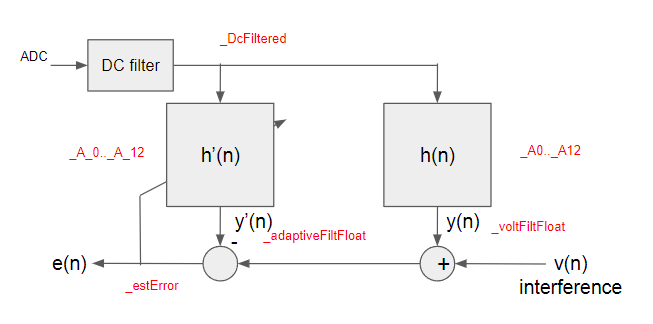 _DcFiltered
ADC
DC filter
_A_0.._A_12
h’(n)
h(n)
_A0.._A12
y’(n)
-
_adaptiveFiltFloat
y(n)
_voltFiltFloat
e(n)
+
v(n)
_estError
interference